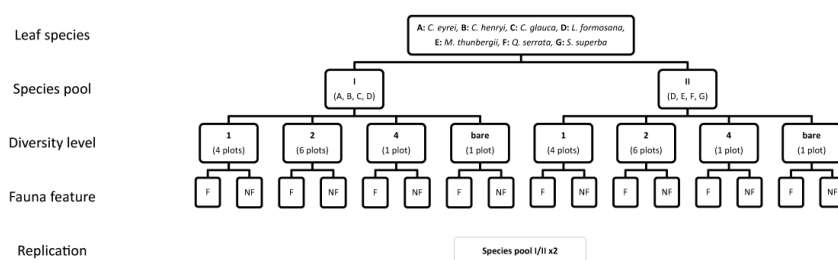 Leaf species
A: C. eyrei, B: C. henryi, C: C. glauca, D: L. formosana,
E: M. thunbergii, F: Q. serrata, G: S. superba
Species pool
I
(A, B, C, D)
II
(D, E, F, G)
Diversity level
1
(4 plots)
2
(6 plots)
4
(1 plot)
bare
(1 plot)
1
(4 plots)
2
(6 plots)
4
(1 plot)
bare
(1 plot)
Fauna feature
F
NF
F
NF
F
NF
F
NF
F
NF
F
NF
F
NF
F
NF
Replication
Species pool I/II x2